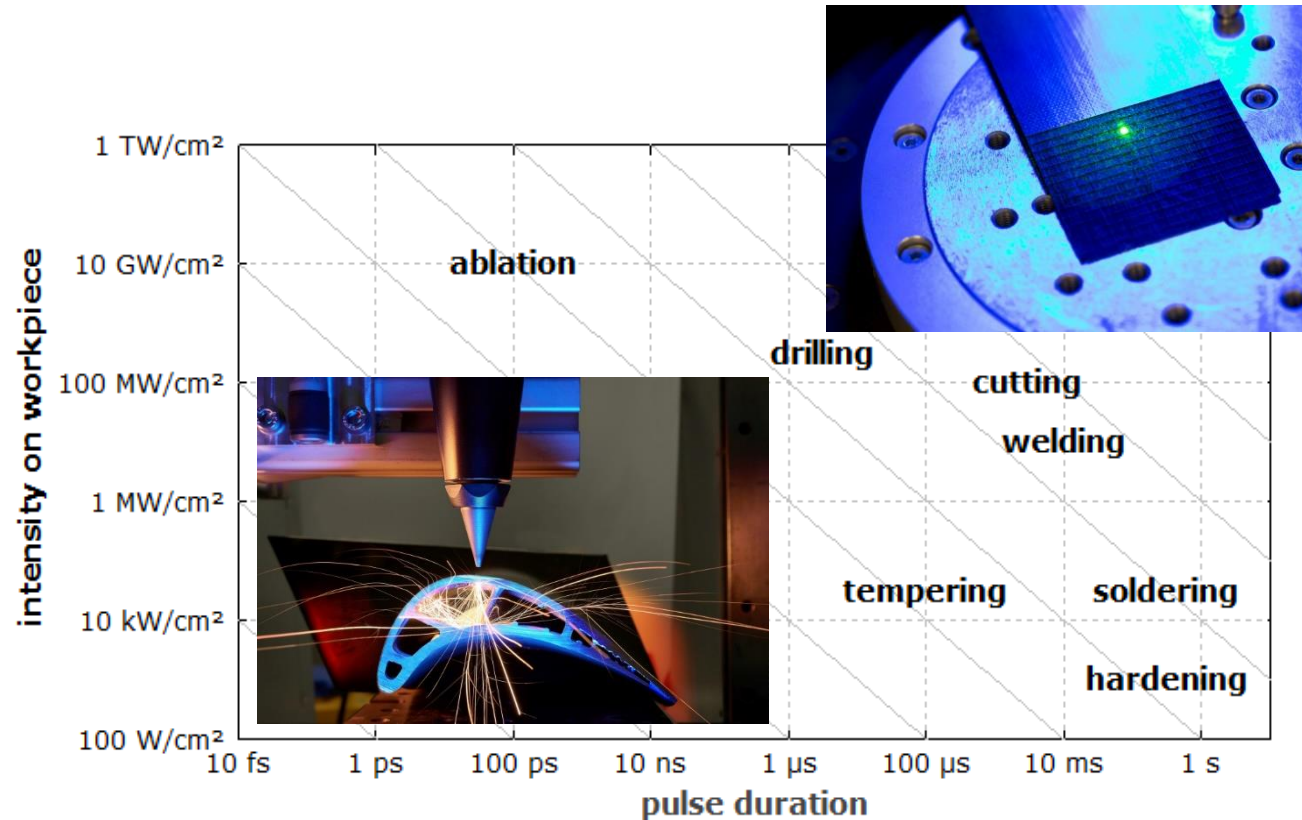 1 TW/cm²
10 GW/cm²
100 MW/cm²
1 MW/cm²
10 kW/cm²
100 W/cm²
intensity on workpiece
ablation
drilling
cutting
welding
tempering
soldering
hardening
10 fs
1 ps
100 ps
10 ns
1 µs
100 µs
10 ms
1 s
pulse duration